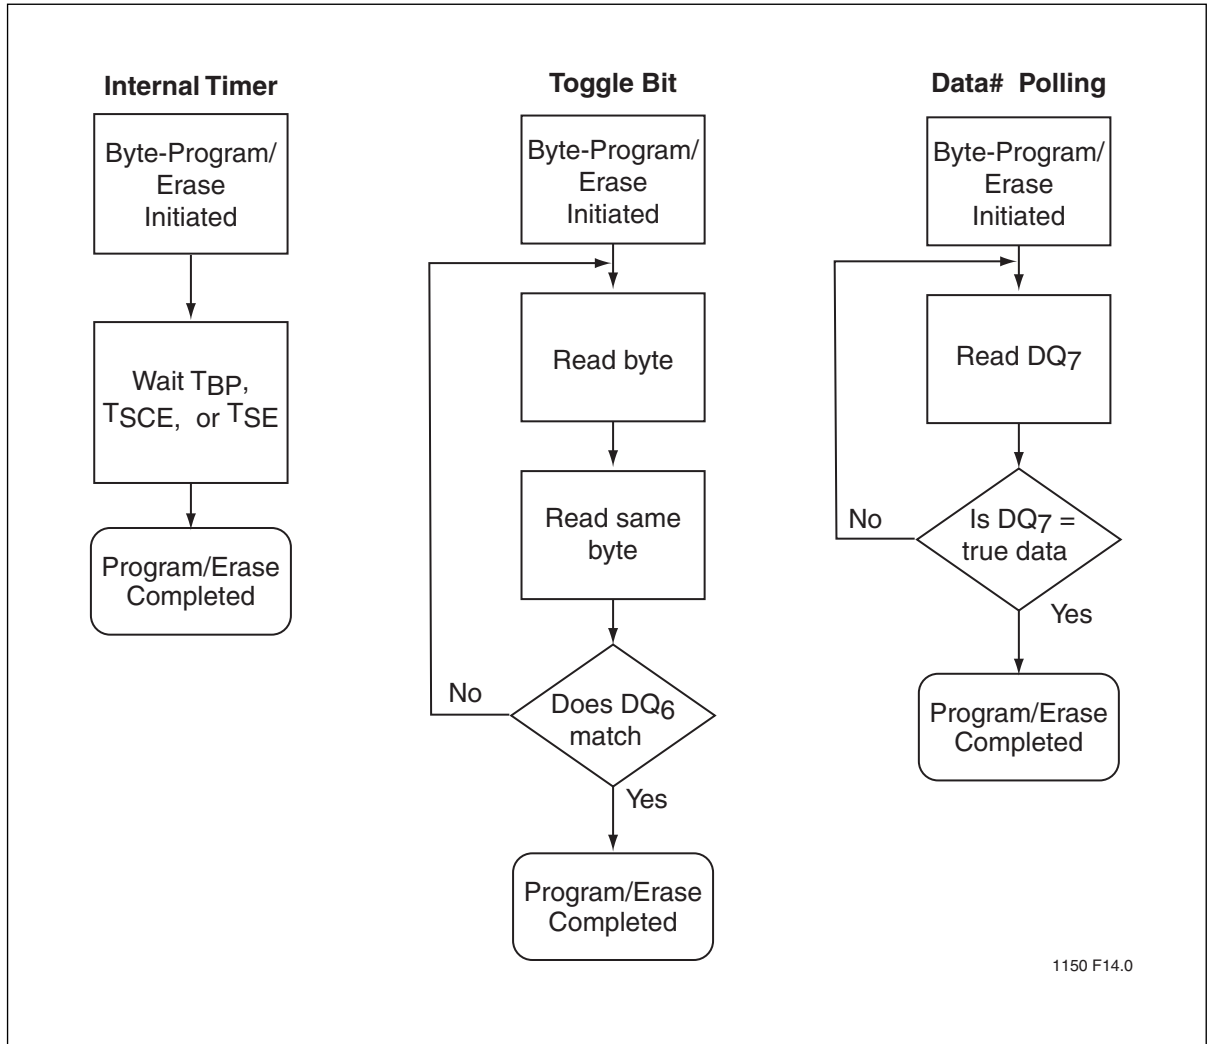 Internal Timer
Byte-Program/
Erase
Initiated
Wait TBP,
TSCE, or TSE
Program/Erase
Completed
Toggle Bit
Byte-Program/
Erase
Initiated
Read byte
Read same
byte
No
Does DQ6
match
Yes
Program/Erase
Completed
Data# Polling
Byte-Program/
Erase
Initiated
Read DQ7
No
Is DQ7 =
true data
Yes
Program/Erase
Completed
1150 F14.0